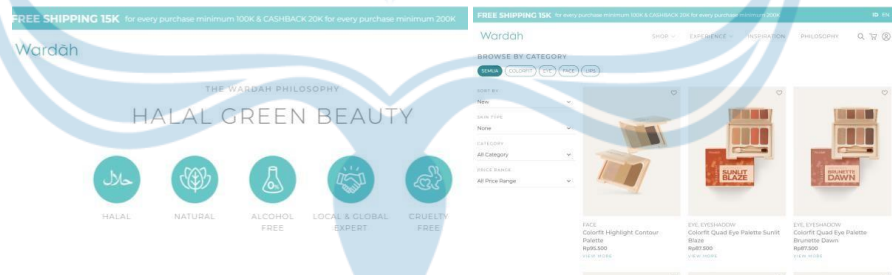 FREE SHIPPING 15K for every purchase minimum 100K & CASHBACK 20K for every purchase minimum 200K
Wardah
THE WARDAH PHILOSOPHY
HALAL GREEN BEAUTY
حلال
HALAL
NATURAL
ALCOHOL
FREE
LOCAL & GLOBAL
EXPERT
CRUELTY
FREE
FREE SHIPPING 15K for every purchase minimum 100K & CASHBACK 20K for every purchase minimum 200K
EN
Wardah
SHOP
EXPERIENCE
INSPIRATION
PHILOSOPHY
BROWSE BY CATEGORY
SEMUA
COLORFIT
EYE
FACE
LIPS
SORT BY
New
SKIN TYPE
None
CATEGORY
All Category
PRICE RANGE
All Price Range
SUNLIT
BLAZE
BRUNETTE
DAWN
FACE
Colorfit Highlight Contour
Palette
Rp95.500
VIEW MORE
EYE, EYESHADOW
Colorfit Quad Eye Palette Sunlit
Blaze
Rp87.500
VIEW MORE
EYE, EYESHADOW
Colorfit Quad Eye Palette
Brunette Dawn
Rp87.500
VIEW MORE